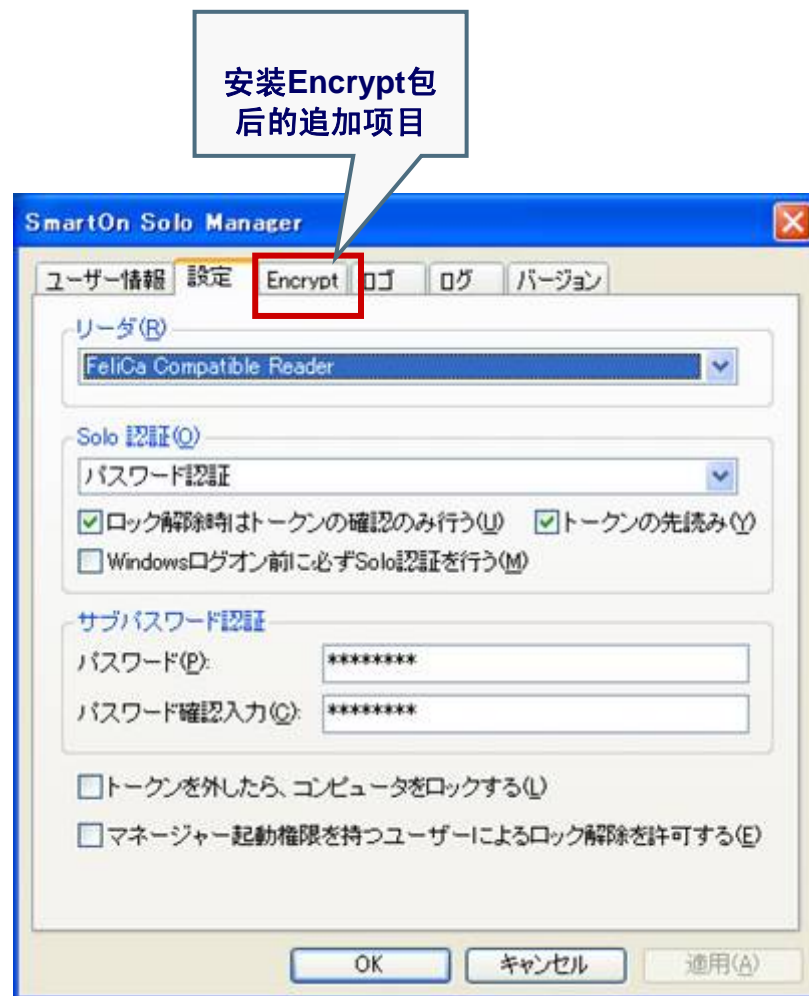 安装Encrypt包
后的追加项目
SmartOn Solo Manager
ユーザー情報 設定 Encrypt ロゴ ログ バージョン
リーダ(R)
FeliCa Compatible Reader
Solo 認証(O)
パスワード認証
ロック解除時はトークンの確認のみ行う(U) トークンの先読み(Y)
Windowsログオン前に必ずSolo認証を行う(M)
サブパスワード認証
パスワード(P): ********
パスワード確認入力(C): ********
トークンを外したら、コンピュータをロックする(L)
マネージャー起動権限を持つユーザーによるロック解除を許可する(E)
OK キャンセル 適用(A)